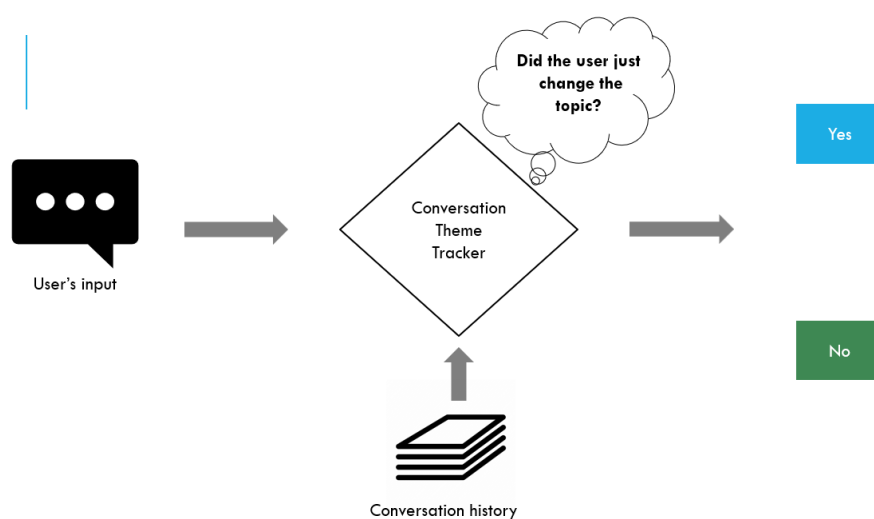 Did the user just
change the
topic?
Yes
Conversation
Theme
Tracker
User's input
No
Conversation history